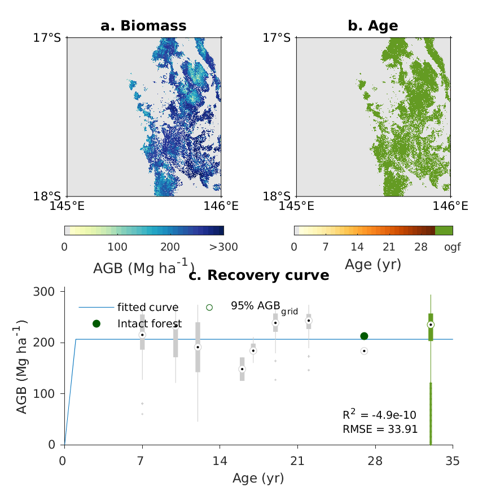 a. Biomass
b. Age
17°S
18°S
145°E
146°E
17°S
18°S
145°E
146°E
0 100 200 >300
AGB (Mg ha⁻¹)
0 7 14 21 28 ogf
Age (yr)
c. Recovery curve
AGB (Mg ha⁻¹)
300
200
100
0
fitted curve
95% AGB_grid
Intact forest
R² = -4.9e-10
RMSE = 33.91
0 7 14 21 28 35
Age (yr)